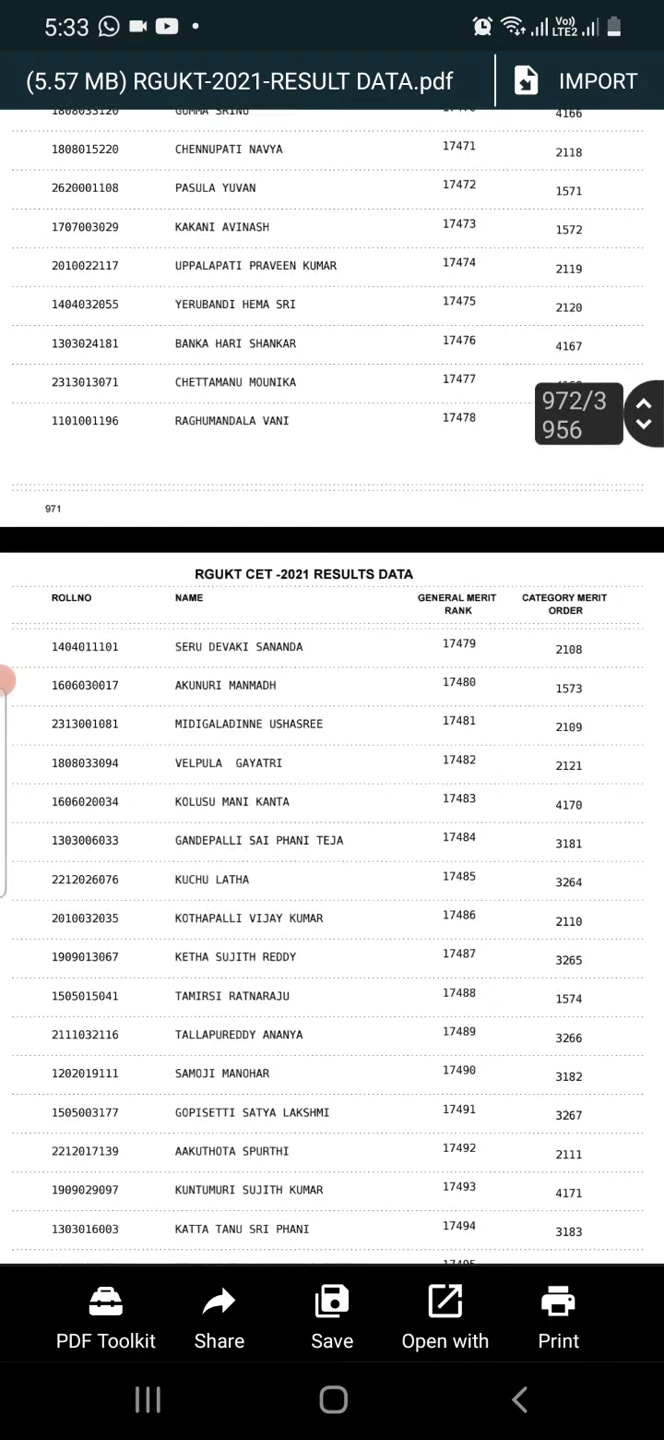 5:33
Vo)) LTE2
(5.57 MB) RGUKT-2021-RESULT DATA.pdf IMPORT
1808033120 GUMMA SRINU 4166
1808015220 CHENNUPATI NAVYA 17471 2118
2620001108 PASULA YUVAN 17472 1571
1707003029 KAKANI AVINASH 17473 1572
2010022117 UPPALAPATI PRAVEEN KUMAR 17474 2119
1404032055 YERUBANDI HEMA SRI 17475 2120
1303024181 BANKA HARI SHANKAR 17476 4167
2313013071 CHETTAMANU MOUNIKA 17477
1101001196 RAGHUMANDALA VANI 17478
972/3
956
971
RGUKT CET -2021 RESULTS DATA
ROLLNO NAME GENERAL MERIT RANK CATEGORY MERIT ORDER
1404011101 SERU DEVAKI SANANDA 17479 2108
1606030017 AKUNURI MANMADH 17480 1573
2313001081 MIDIGALADINNE USHASREE 17481 2109
1808033094 VELPULA GAYATRI 17482 2121
1606020034 KOLUSU MANI KANTA 17483 4170
1303006033 GANDEPALLI SAI PHANI TEJA 17484 3181
2212026076 KUCHU LATHA 17485 3264
2010032035 KOTHAPALLI VIJAY KUMAR 17486 2110
1909013067 KETHA SUJITH REDDY 17487 3265
1505015041 TAMIRSI RATNARAJU 17488 1574
2111032116 TALLAPUREDDY ANANYA 17489 3266
1202019111 SAMOJI MANOHAR 17490 3182
1505003177 GOPISETTI SATYA LAKSHMI 17491 3267
2212017139 AAKUTHOTA SPURTHI 17492 2111
1909029097 KUNTUMURI SUJITH KUMAR 17493 4171
1303016003 KATTA TANU SRI PHANI 17494 3183
PDF Toolkit Share Save Open with Print